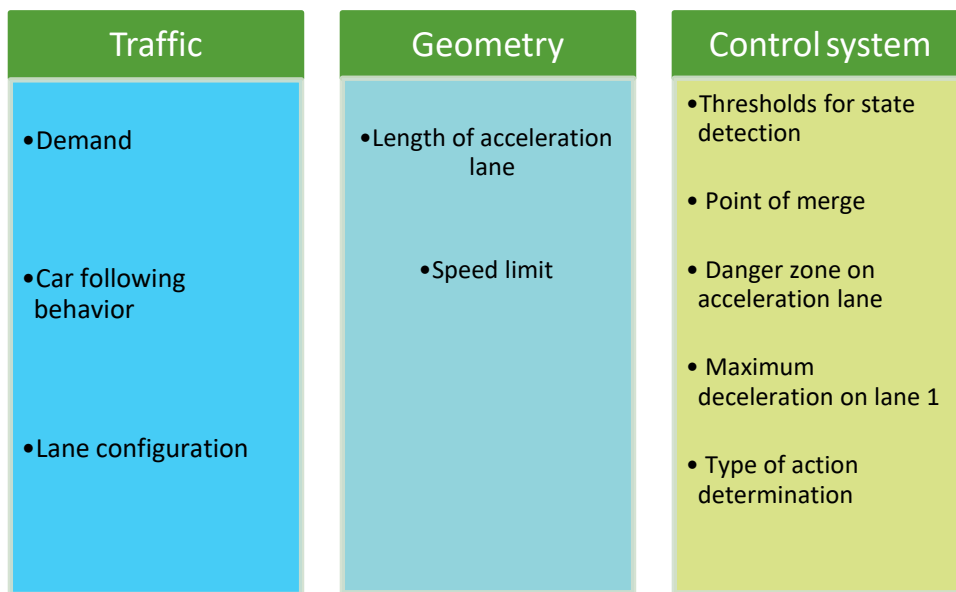 Traffic
•Demand
•Car following
behavior
•Lane configuration
Geometry
•Length of acceleration
lane
•Speed limit
Control system
•Thresholds for state
detection
• Point of merge
• Danger zone on
acceleration lane
• Maximum
deceleration on lane 1
• Type of action
determination